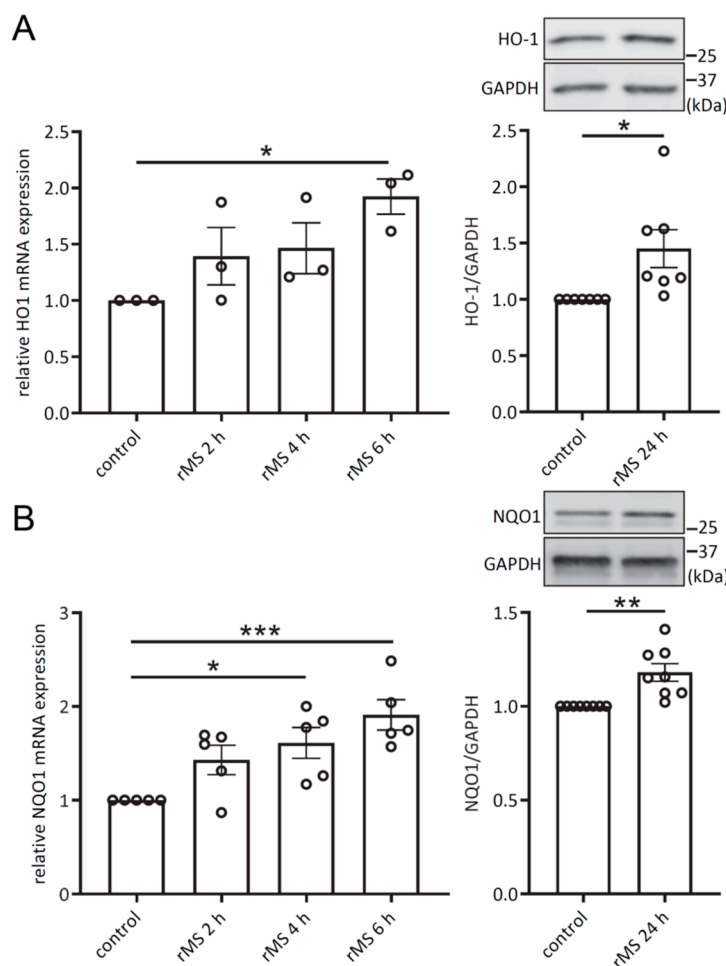 A
HO-1
25
GAPDH
37
(kDa)
relative HO1 mRNA expression
2.5
2.0
1.5
1.0
0.5
0.0
*
control
rMS 2 h
rMS 4 h
rMS 6 h
HO-1/GAPDH
2.5
2.0
1.5
1.0
0.5
0.0
*
control
rMS 24 h
B
NQO1
25
GAPDH
37
(kDa)
relative NQO1 mRNA expression
3
2
1
0
***
*
control
rMS 2 h
rMS 4 h
rMS 6 h
NQO1/GAPDH
1.5
1.0
0.5
0.0
**
control
rMS 24 h